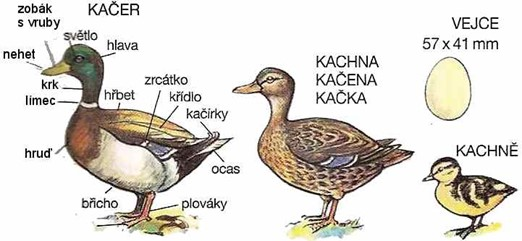 zobák
s vruby
KAČER
světlo
hlava
nehet
krk
límec
hřbet
zrcátko
křídlo
kačírky
hruď
ocas
břicho
plováky
KACHNA
KAČENA
KAČKA
VEJCE
57 x 41 mm
KACHNĚ